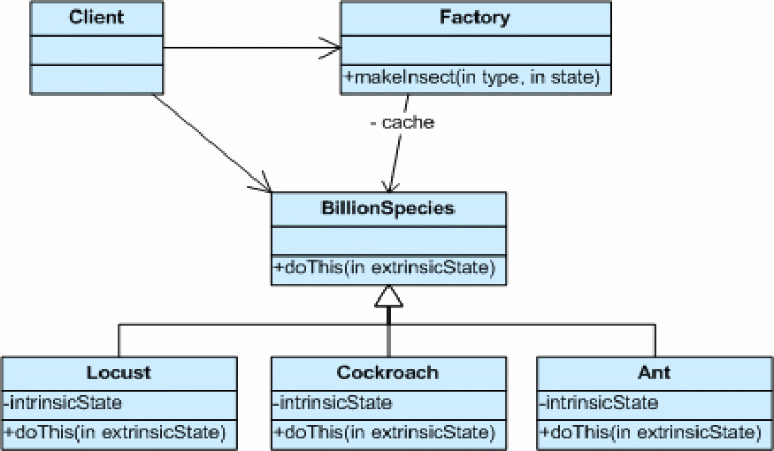 Client
Factory
+makeInsect(in type, in state)
- cache
BillionSpecies
+doThis(in extrinsicState)
Locust
-intrinsicState
+doThis(in extrinsicState)
Cockroach
-intrinsicState
+doThis(in extrinsicState)
Ant
-intrinsicState
+doThis(in extrinsicState)